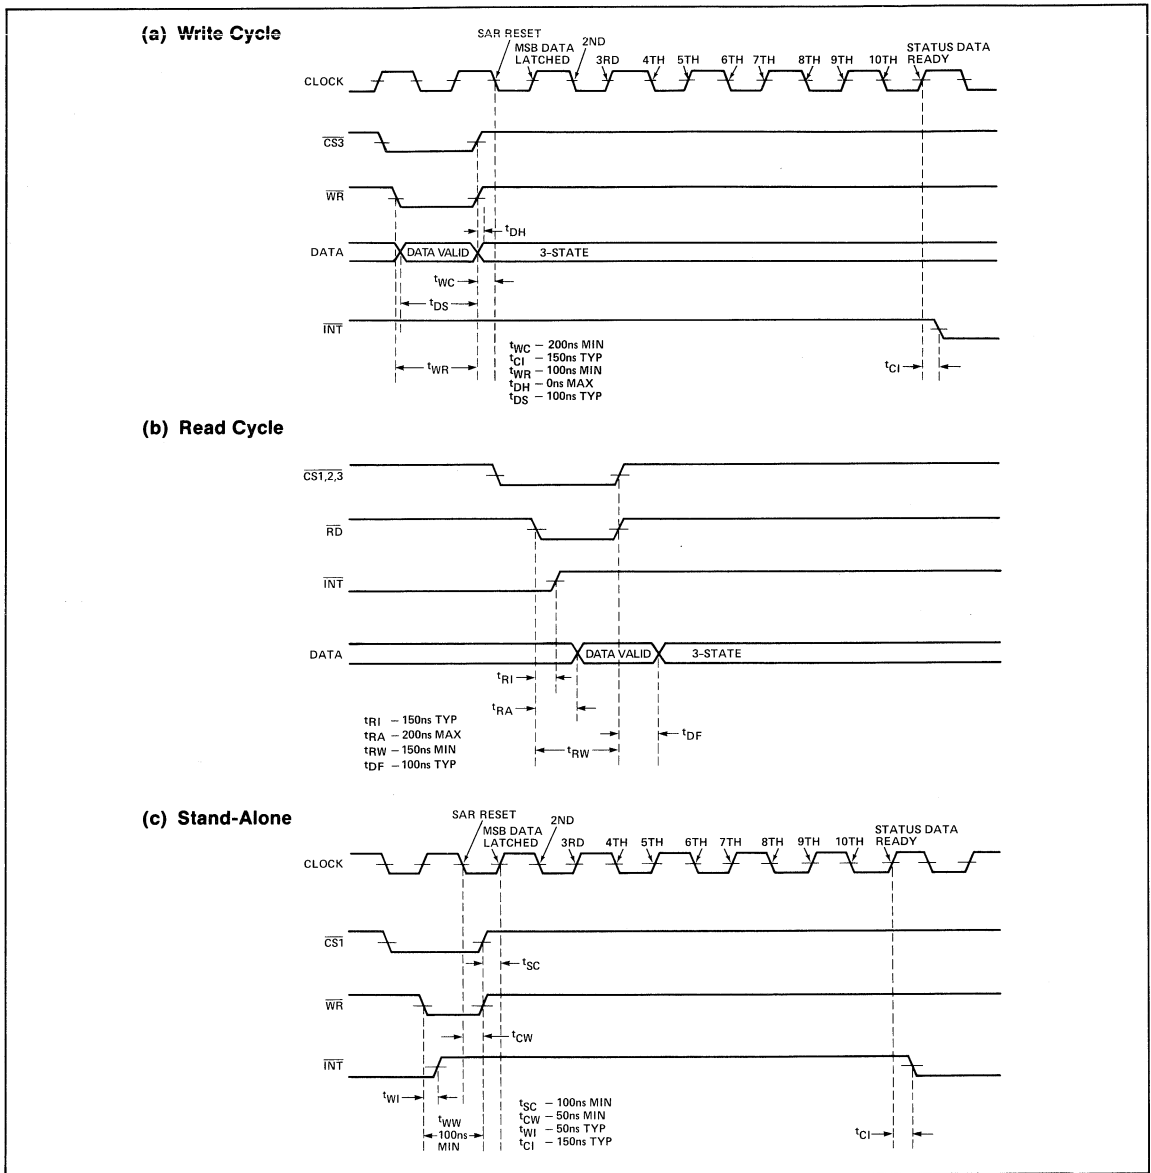 (a) Write Cycle
SAR RESET
MSB DATA
LATCHED
2ND
3RD
4TH
5TH
6TH
7TH
8TH
9TH
10TH
STATUS DATA
READY
CLOCK
CS3
WR
tDH
DATA
DATA VALID
3-STATE
tWC
tDS
INT
tWR
tWC – 200ns MIN
tCI – 150ns TYP
tWR – 100ns MIN
tDH – 0ns MAX
tDS – 100ns TYP
tCI
(b) Read Cycle
CS1,2,3
RD
INT
DATA
DATA VALID
3-STATE
tRI
tRA
tRW
tDF
tRI – 150ns TYP
tRA – 200ns MAX
tRW – 150ns MIN
tDF – 100ns TYP
(c) Stand-Alone
SAR RESET
MSB DATA
LATCHED
2ND
3RD
4TH
5TH
6TH
7TH
8TH
9TH
10TH
STATUS DATA
READY
CLOCK
CS1
tSC
WR
tCW
INT
tWI
tWW
100ns
MIN
tSC – 100ns MIN
tCW – 50ns MIN
tWI – 50ns TYP
tCI – 150ns TYP
tCI